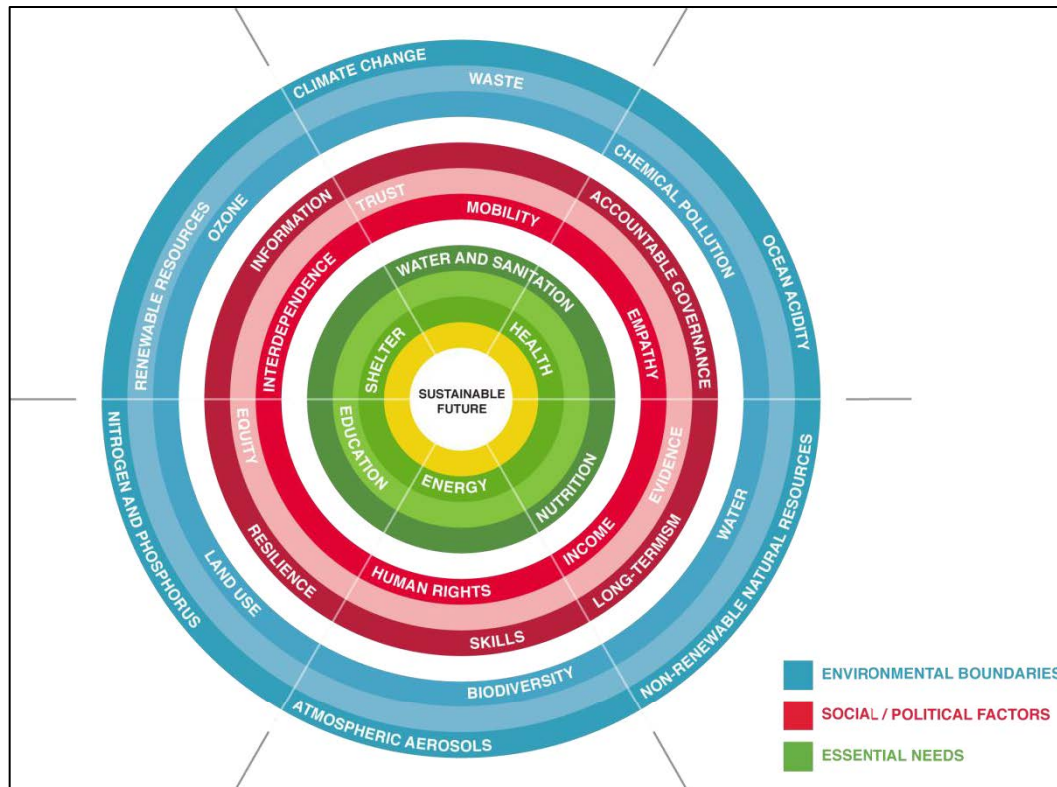 CLIMATE CHANGE
WASTE
CHEMICAL POLLUTION
OCEAN ACIDITY
RENEWABLE RESOURCES
OZONE
INFORMATION
TRUST
MOBILITY
ACCOUNTABLE GOVERNANCE
INTERDEPENDENCE
EMPATHY
WATER AND SANITATION
SHELTER
HEALTH
SUSTAINABLE
FUTURE
EDUCATION
ENERGY
NUTRITION
EQUITY
EVIDENCE
RESILIENCE
HUMAN RIGHTS
INCOME
LONG-TERMISM
SKILLS
NITROGEN AND PHOSPHORUS
LAND USE
WATER
NON-RENEWABLE NATURAL RESOURCES
BIODIVERSITY
ATMOSPHERIC AEROSOLS
ENVIRONMENTAL BOUNDARIES
SOCIAL / POLITICAL FACTORS
ESSENTIAL NEEDS